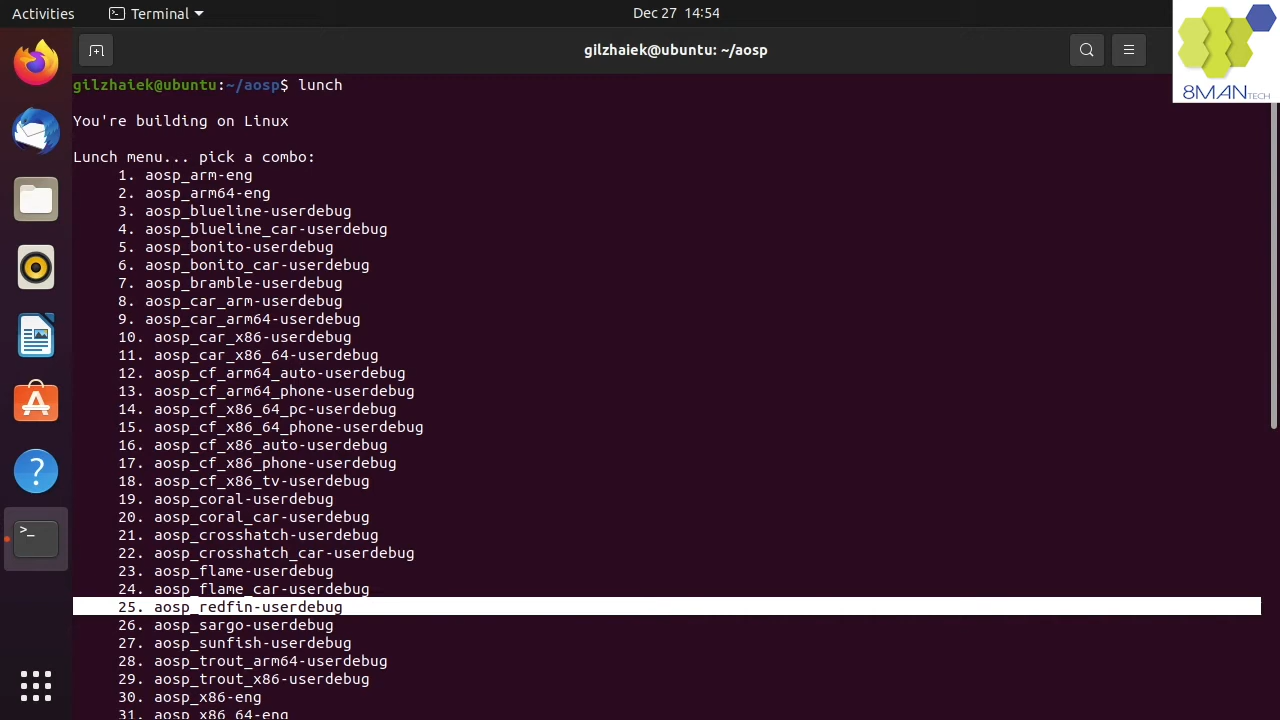 Activities Terminal Dec 27 14:54
gilzhaiek@ubuntu: ~/aosp
8MANTECH
gilzhaiek@ubuntu:~/aosp$ lunch
You're building on Linux
Lunch menu... pick a combo:
1. aosp_arm-eng
2. aosp_arm64-eng
3. aosp_blueline-userdebug
4. aosp_blueline_car-userdebug
5. aosp_bonito-userdebug
6. aosp_bonito_car-userdebug
7. aosp_bramble-userdebug
8. aosp_car_arm-userdebug
9. aosp_car_arm64-userdebug
10. aosp_car_x86-userdebug
11. aosp_car_x86_64-userdebug
12. aosp_cf_arm64_auto-userdebug
13. aosp_cf_arm64_phone-userdebug
14. aosp_cf_x86_64_pc-userdebug
15. aosp_cf_x86_64_phone-userdebug
16. aosp_cf_x86_auto-userdebug
17. aosp_cf_x86_phone-userdebug
18. aosp_cf_x86_tv-userdebug
19. aosp_coral-userdebug
20. aosp_coral_car-userdebug
21. aosp_crosshatch-userdebug
22. aosp_crosshatch_car-userdebug
23. aosp_flame-userdebug
24. aosp_flame_car-userdebug
25. aosp_redfin-userdebug
26. aosp_sargo-userdebug
27. aosp_sunfish-userdebug
28. aosp_trout_arm64-userdebug
29. aosp_trout_x86-userdebug
30. aosp_x86-eng
31. aosp_x86_64-eng